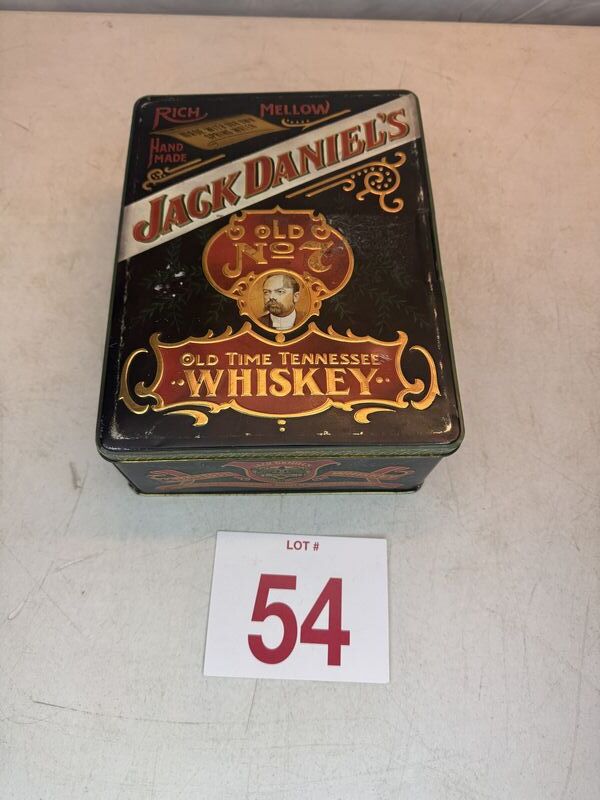 RICH
MELLOW
HAND
MADE
JACK DANIEL'S
OLD
No 7
OLD TIME TENNESSEE
WHISKEY
LOT #
54